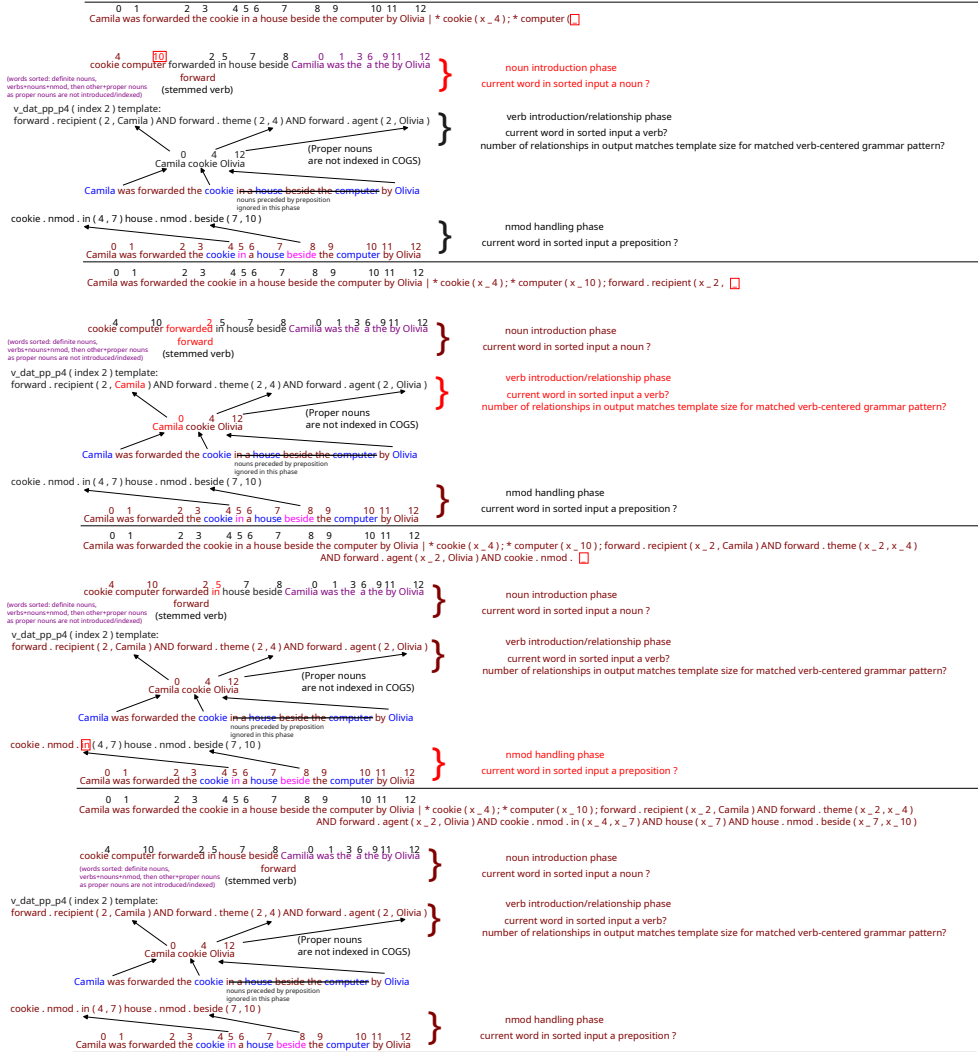 0 1 2 3 4 5 6 7 8 9 10 11 12
Camila was forwarded the cookie in a house beside the computer by Olivia | * cookie ( x _ 4 ) ; * computer ( _
4 10 2 5 7 8 0 1 3 6 9 11 12
cookie computer forwarded in house beside Camilia was the a the by Olivia
(words sorted: definite nouns,
verbs+nouns+nmod, then other+proper nouns
as proper nouns are not introduced/indexed)
forward
(stemmed verb)
noun introduction phase
current word in sorted input a noun ?
v_dat_pp_p4 ( index 2 ) template:
forward . recipient ( 2 , Camila ) AND forward . theme ( 2 , 4 ) AND forward . agent ( 2 , Olivia )
verb introduction/relationship phase
current word in sorted input a verb?
number of relationships in output matches template size for matched verb-centered grammar pattern?
0 4 12
Camila cookie Olivia
(Proper nouns
are not indexed in COGS)
Camila was forwarded the cookie in a house beside the computer by Olivia
nouns preceded by preposition
ignored in this phase
cookie . nmod . in ( 4 , 7 ) house . nmod . beside ( 7 , 10 )
nmod handling phase
current word in sorted input a preposition ?
0 1 2 3 4 5 6 7 8 9 10 11 12
Camila was forwarded the cookie in a house beside the computer by Olivia
0 1 2 3 4 5 6 7 8 9 10 11 12
Camila was forwarded the cookie in a house beside the computer by Olivia | * cookie ( x _ 4 ) ; * computer ( x _ 10 ) ; forward . recipient ( x _ 2 , _
4 10 2 5 7 8 0 1 3 6 9 11 12
cookie computer forwarded in house beside Camilia was the a the by Olivia
(words sorted: definite nouns,
verbs+nouns+nmod, then other+proper nouns
as proper nouns are not introduced/indexed)
forward
(stemmed verb)
noun introduction phase
current word in sorted input a noun ?
v_dat_pp_p4 ( index 2 ) template:
forward . recipient ( 2 , Camila ) AND forward . theme ( 2 , 4 ) AND forward . agent ( 2 , Olivia )
verb introduction/relationship phase
current word in sorted input a verb?
number of relationships in output matches template size for matched verb-centered grammar pattern?
0 4 12
Camila cookie Olivia
(Proper nouns
are not indexed in COGS)
Camila was forwarded the cookie in a house beside the computer by Olivia
nouns preceded by preposition
ignored in this phase
cookie . nmod . in ( 4 , 7 ) house . nmod . beside ( 7 , 10 )
nmod handling phase
current word in sorted input a preposition ?
0 1 2 3 4 5 6 7 8 9 10 11 12
Camila was forwarded the cookie in a house beside the computer by Olivia
0 1 2 3 4 5 6 7 8 9 10 11 12
Camila was forwarded the cookie in a house beside the computer by Olivia | * cookie ( x _ 4 ) ; * computer ( x _ 10 ) ; forward . recipient ( x _ 2 , Camila ) AND forward . theme ( x _ 2 , x _ 4 )
AND forward . agent ( x _ 2 , Olivia ) AND cookie . nmod . _
4 10 2 5 7 8 0 1 3 6 9 11 12
cookie computer forwarded in house beside Camilia was the a the by Olivia
(words sorted: definite nouns,
verbs+nouns+nmod, then other+proper nouns
as proper nouns are not introduced/indexed)
forward
(stemmed verb)
noun introduction phase
current word in sorted input a noun ?
v_dat_pp_p4 ( index 2 ) template:
forward . recipient ( 2 , Camila ) AND forward . theme ( 2 , 4 ) AND forward . agent ( 2 , Olivia )
verb introduction/relationship phase
current word in sorted input a verb?
number of relationships in output matches template size for matched verb-centered grammar pattern?
0 4 12
Camila cookie Olivia
(Proper nouns
are not indexed in COGS)
Camila was forwarded the cookie in a house beside the computer by Olivia
nouns preceded by preposition
ignored in this phase
cookie . nmod . in ( 4 , 7 ) house . nmod . beside ( 7 , 10 )
nmod handling phase
current word in sorted input a preposition ?
0 1 2 3 4 5 6 7 8 9 10 11 12
Camila was forwarded the cookie in a house beside the computer by Olivia
0 1 2 3 4 5 6 7 8 9 10 11 12
Camila was forwarded the cookie in a house beside the computer by Olivia | * cookie ( x _ 4 ) ; * computer ( x _ 10 ) ; forward . recipient ( x _ 2 , Camila ) AND forward . theme ( x _ 2 , x _ 4 )
AND forward . agent ( x _ 2 , Olivia ) AND cookie . nmod . in ( x _ 4 , x _ 7 ) AND house ( x _ 7 ) AND house . nmod . beside ( x _ 7 , x _ 10 )
4 10 2 5 7 8 0 1 3 6 9 11 12
cookie computer forwarded in house beside Camilia was the a the by Olivia
(words sorted: definite nouns,
verbs+nouns+nmod, then other+proper nouns
as proper nouns are not introduced/indexed)
forward
(stemmed verb)
noun introduction phase
current word in sorted input a noun ?
v_dat_pp_p4 ( index 2 ) template:
forward . recipient ( 2 , Camila ) AND forward . theme ( 2 , 4 ) AND forward . agent ( 2 , Olivia )
verb introduction/relationship phase
current word in sorted input a verb?
number of relationships in output matches template size for matched verb-centered grammar pattern?
0 4 12
Camila cookie Olivia
(Proper nouns
are not indexed in COGS)
Camila was forwarded the cookie in a house beside the computer by Olivia
nouns preceded by preposition
ignored in this phase
cookie . nmod . in ( 4 , 7 ) house . nmod . beside ( 7 , 10 )
nmod handling phase
current word in sorted input a preposition ?
0 1 2 3 4 5 6 7 8 9 10 11 12
Camila was forwarded the cookie in a house beside the computer by Olivia